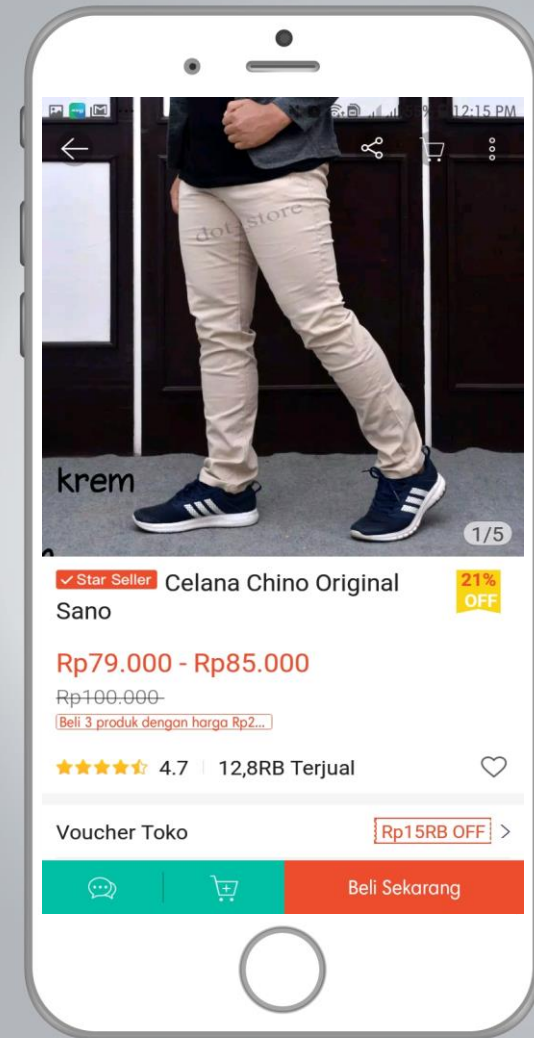 12:15 PM
dot.store
krem
1/5
Star Seller Celana Chino Original
Sano
21%
OFF
Rp79.000 - Rp85.000
Rp100.000
Beli 3 produk dengan harga Rp2...
4.7 12,8RB Terjual
Voucher Toko Rp15RB OFF
Beli Sekarang